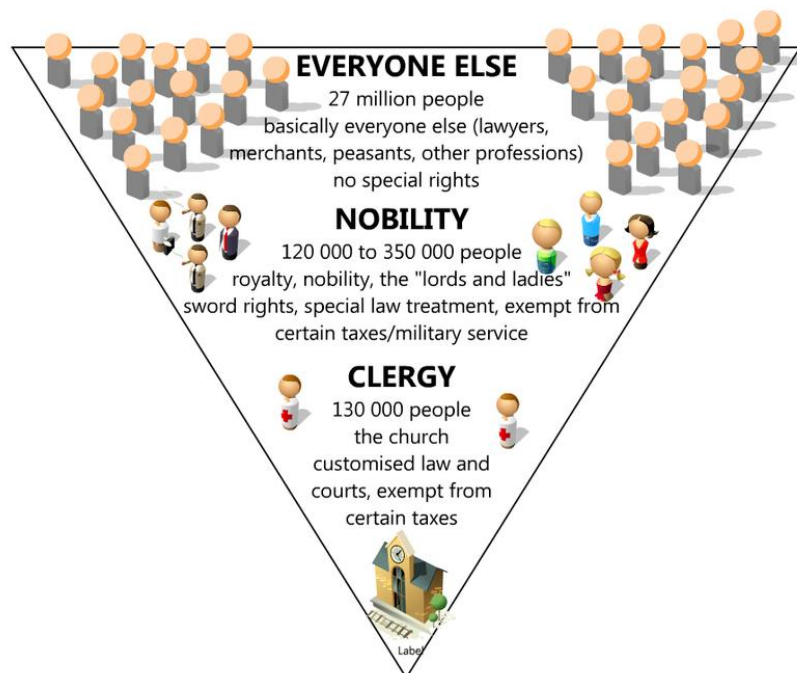 EVERYONE ELSE
27 million people
basically everyone else (lawyers,
merchants, peasants, other professions)
no special rights
NOBILITY
120 000 to 350 000 people
royalty, nobility, the "lords and ladies"
sword rights, special law treatment, exempt from
certain taxes/military service
CLERGY
130 000 people
the church
customised law and
courts, exempt from
certain taxes
Label